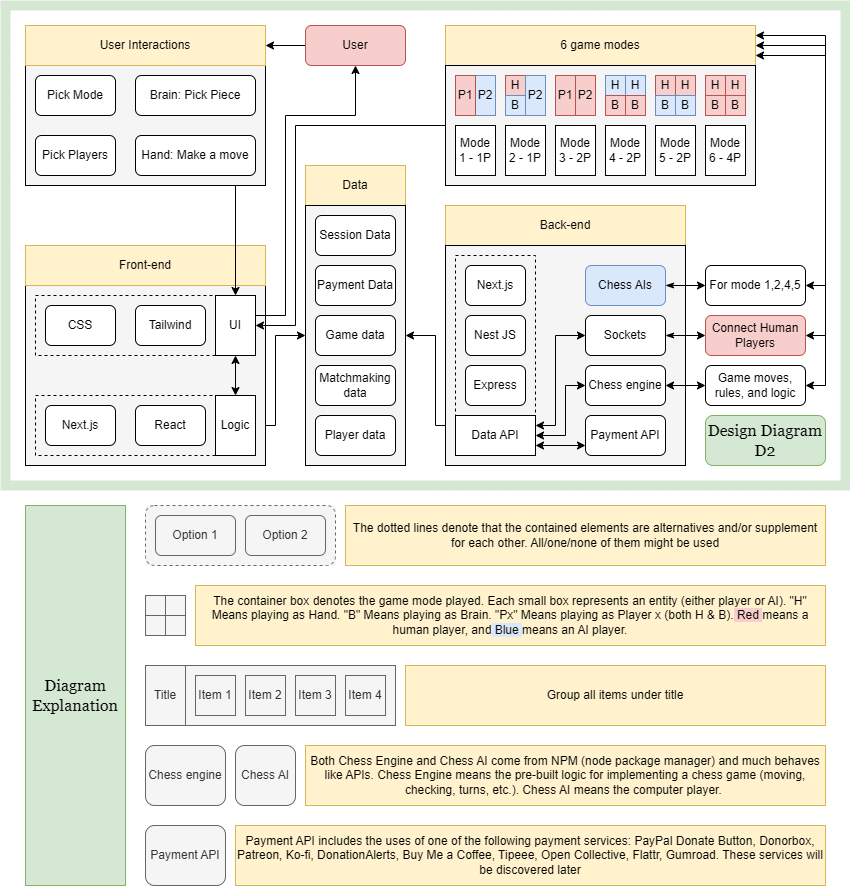 User Interactions
User
6 game modes
Pick Mode
Brain: Pick Piece
Pick Players
Hand: Make a move
P1 P2
H
B
P2
P1 P2
H H
B B
H H
B B
H H
B B
Mode
1 - 1P
Mode
2 - 1P
Mode
3 - 2P
Mode
4 - 2P
Mode
5 - 2P
Mode
6 - 4P
Data
Session Data
Payment Data
Game data
Matchmaking
data
Player data
Front-end
CSS
Tailwind
UI
Next.js
React
Logic
Back-end
Next.js
Nest JS
Express
Data API
Chess AIs
Sockets
Chess engine
Payment API
For mode 1,2,4,5
Connect Human
Players
Game moves,
rules, and logic
Design Diagram
D2
Diagram
Explanation
Option 1
Option 2
The dotted lines denote that the contained elements are alternatives and/or supplement
for each other. All/one/none of them might be used
The container box denotes the game mode played. Each small box represents an entity (either player or AI). "H"
Means playing as Hand. "B" Means playing as Brain. "Px" Means playing as Player x (both H & B). Red means a
human player, and Blue means an AI player.
Title
Item 1
Item 2
Item 3
Item 4
Group all items under title
Chess engine
Chess AI
Both Chess Engine and Chess AI come from NPM (node package manager) and much behaves
like APIs. Chess Engine means the pre-built logic for implementing a chess game (moving,
checking, turns, etc.). Chess AI means the computer player.
Payment API
Payment API includes the uses of one of the following payment services: PayPal Donate Button, Donorbox,
Patreon, Ko-fi, DonationAlerts, Buy Me a Coffee, Tipeee, Open Collective, Flattr, Gumroad. These services will
be discovered later